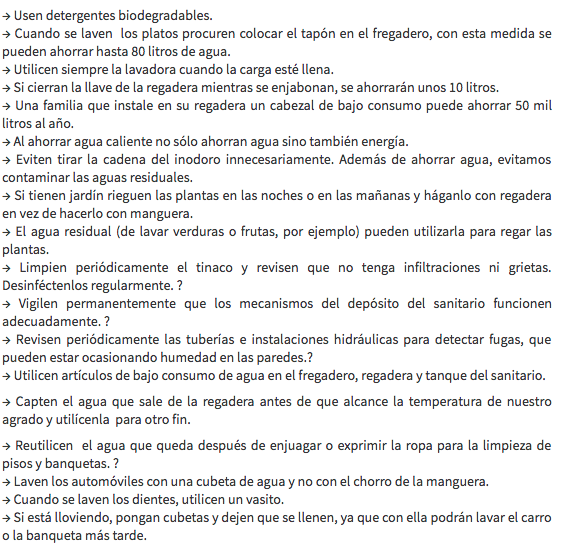 → Usen detergentes biodegradables.
→ Cuando se laven los platos procuren colocar el tapón en el fregadero, con esta medida se
pueden ahorrar hasta 80 litros de agua.
→ Utilicen siempre la lavadora cuando la carga esté llena.
→ Si cierran la llave de la regadera mientras se enjabonan, se ahorrarán unos 10 litros.
→ Una familia que instale en su regadera un cabezal de bajo consumo puede ahorrar 50 mil
litros al año.
→ Al ahorrar agua caliente no sólo ahorran agua sino también energía.
→ Eviten tirar la cadena del inodoro innecesariamente. Además de ahorrar agua, evitamos
contaminar las aguas residuales.
→ Si tienen jardín rieguen las plantas en las noches o en las mañanas y háganlo con regadera
en vez de hacerlo con manguera.
→ El agua residual (de lavar verduras o frutas, por ejemplo) pueden utilizarla para regar las
plantas.
→ Limpien periódicamente el tinaco y revisen que no tenga infiltraciones ni grietas.
Desinféctenlos regularmente. ?
→ Vigilen permanentemente que los mecanismos del depósito del sanitario funcionen
adecuadamente. ?
→ Revisen periódicamente las tuberías e instalaciones hidráulicas para detectar fugas, que
pueden estar ocasionando humedad en las paredes.?
→ Utilicen artículos de bajo consumo de agua en el fregadero, regadera y tanque del sanitario.
→ Capten el agua que sale de la regadera antes de que alcance la temperatura de nuestro
agrado y utilícenla para otro fin.
→ Reutilicen el agua que queda después de enjuagar o exprimir la ropa para la limpieza de
pisos y banquetas. ?
→ Laven los automóviles con una cubeta de agua y no con el chorro de la manguera.
→ Cuando se laven los dientes, utilicen un vasito.
→ Si está lloviendo, pongan cubetas y dejen que se llenen, ya que con ella podrán lavar el carro
o la banqueta más tarde.